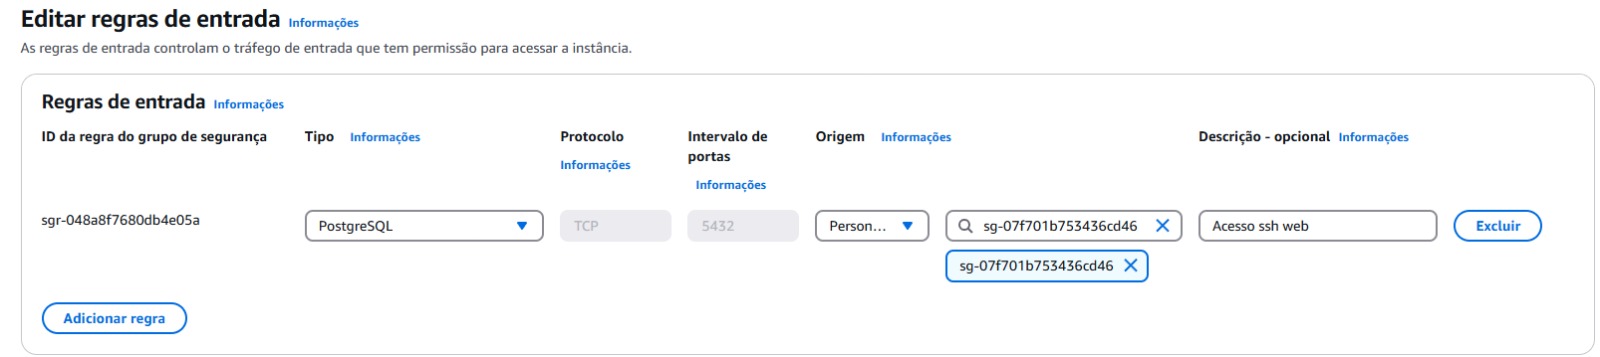 Editar regras de entrada Informações
As regras de entrada controlam o tráfego de entrada que tem permissão para acessar a instância.
Regras de entrada Informações
ID da regra do grupo de segurança
Tipo Informações
Protocolo
Informações
Intervalo de
portas
Informações
Origem Informações
Descrição - opcional Informações
sgr-048a8f7680db4e05a
PostgreSQL
TCP
5432
Person...
sg-07f701b753436cd46
sg-07f701b753436cd46
Acesso ssh web
Excluir
Adicionar regra